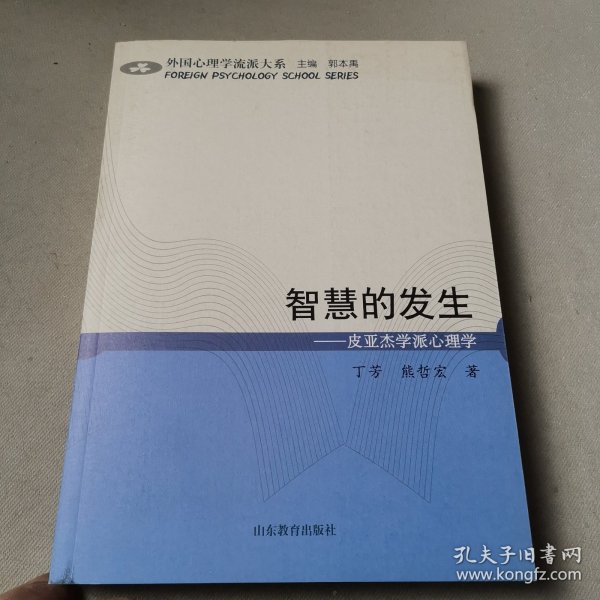 外国心理学流派大系 主编 郭本禹
FOREIGN PSYCHOLOGY SCHOOL SERIES
智慧的发生
——皮亚杰学派心理学
丁芳 熊哲宏 著
山东教育出版社
孔夫子旧书网
www.kongfz.com